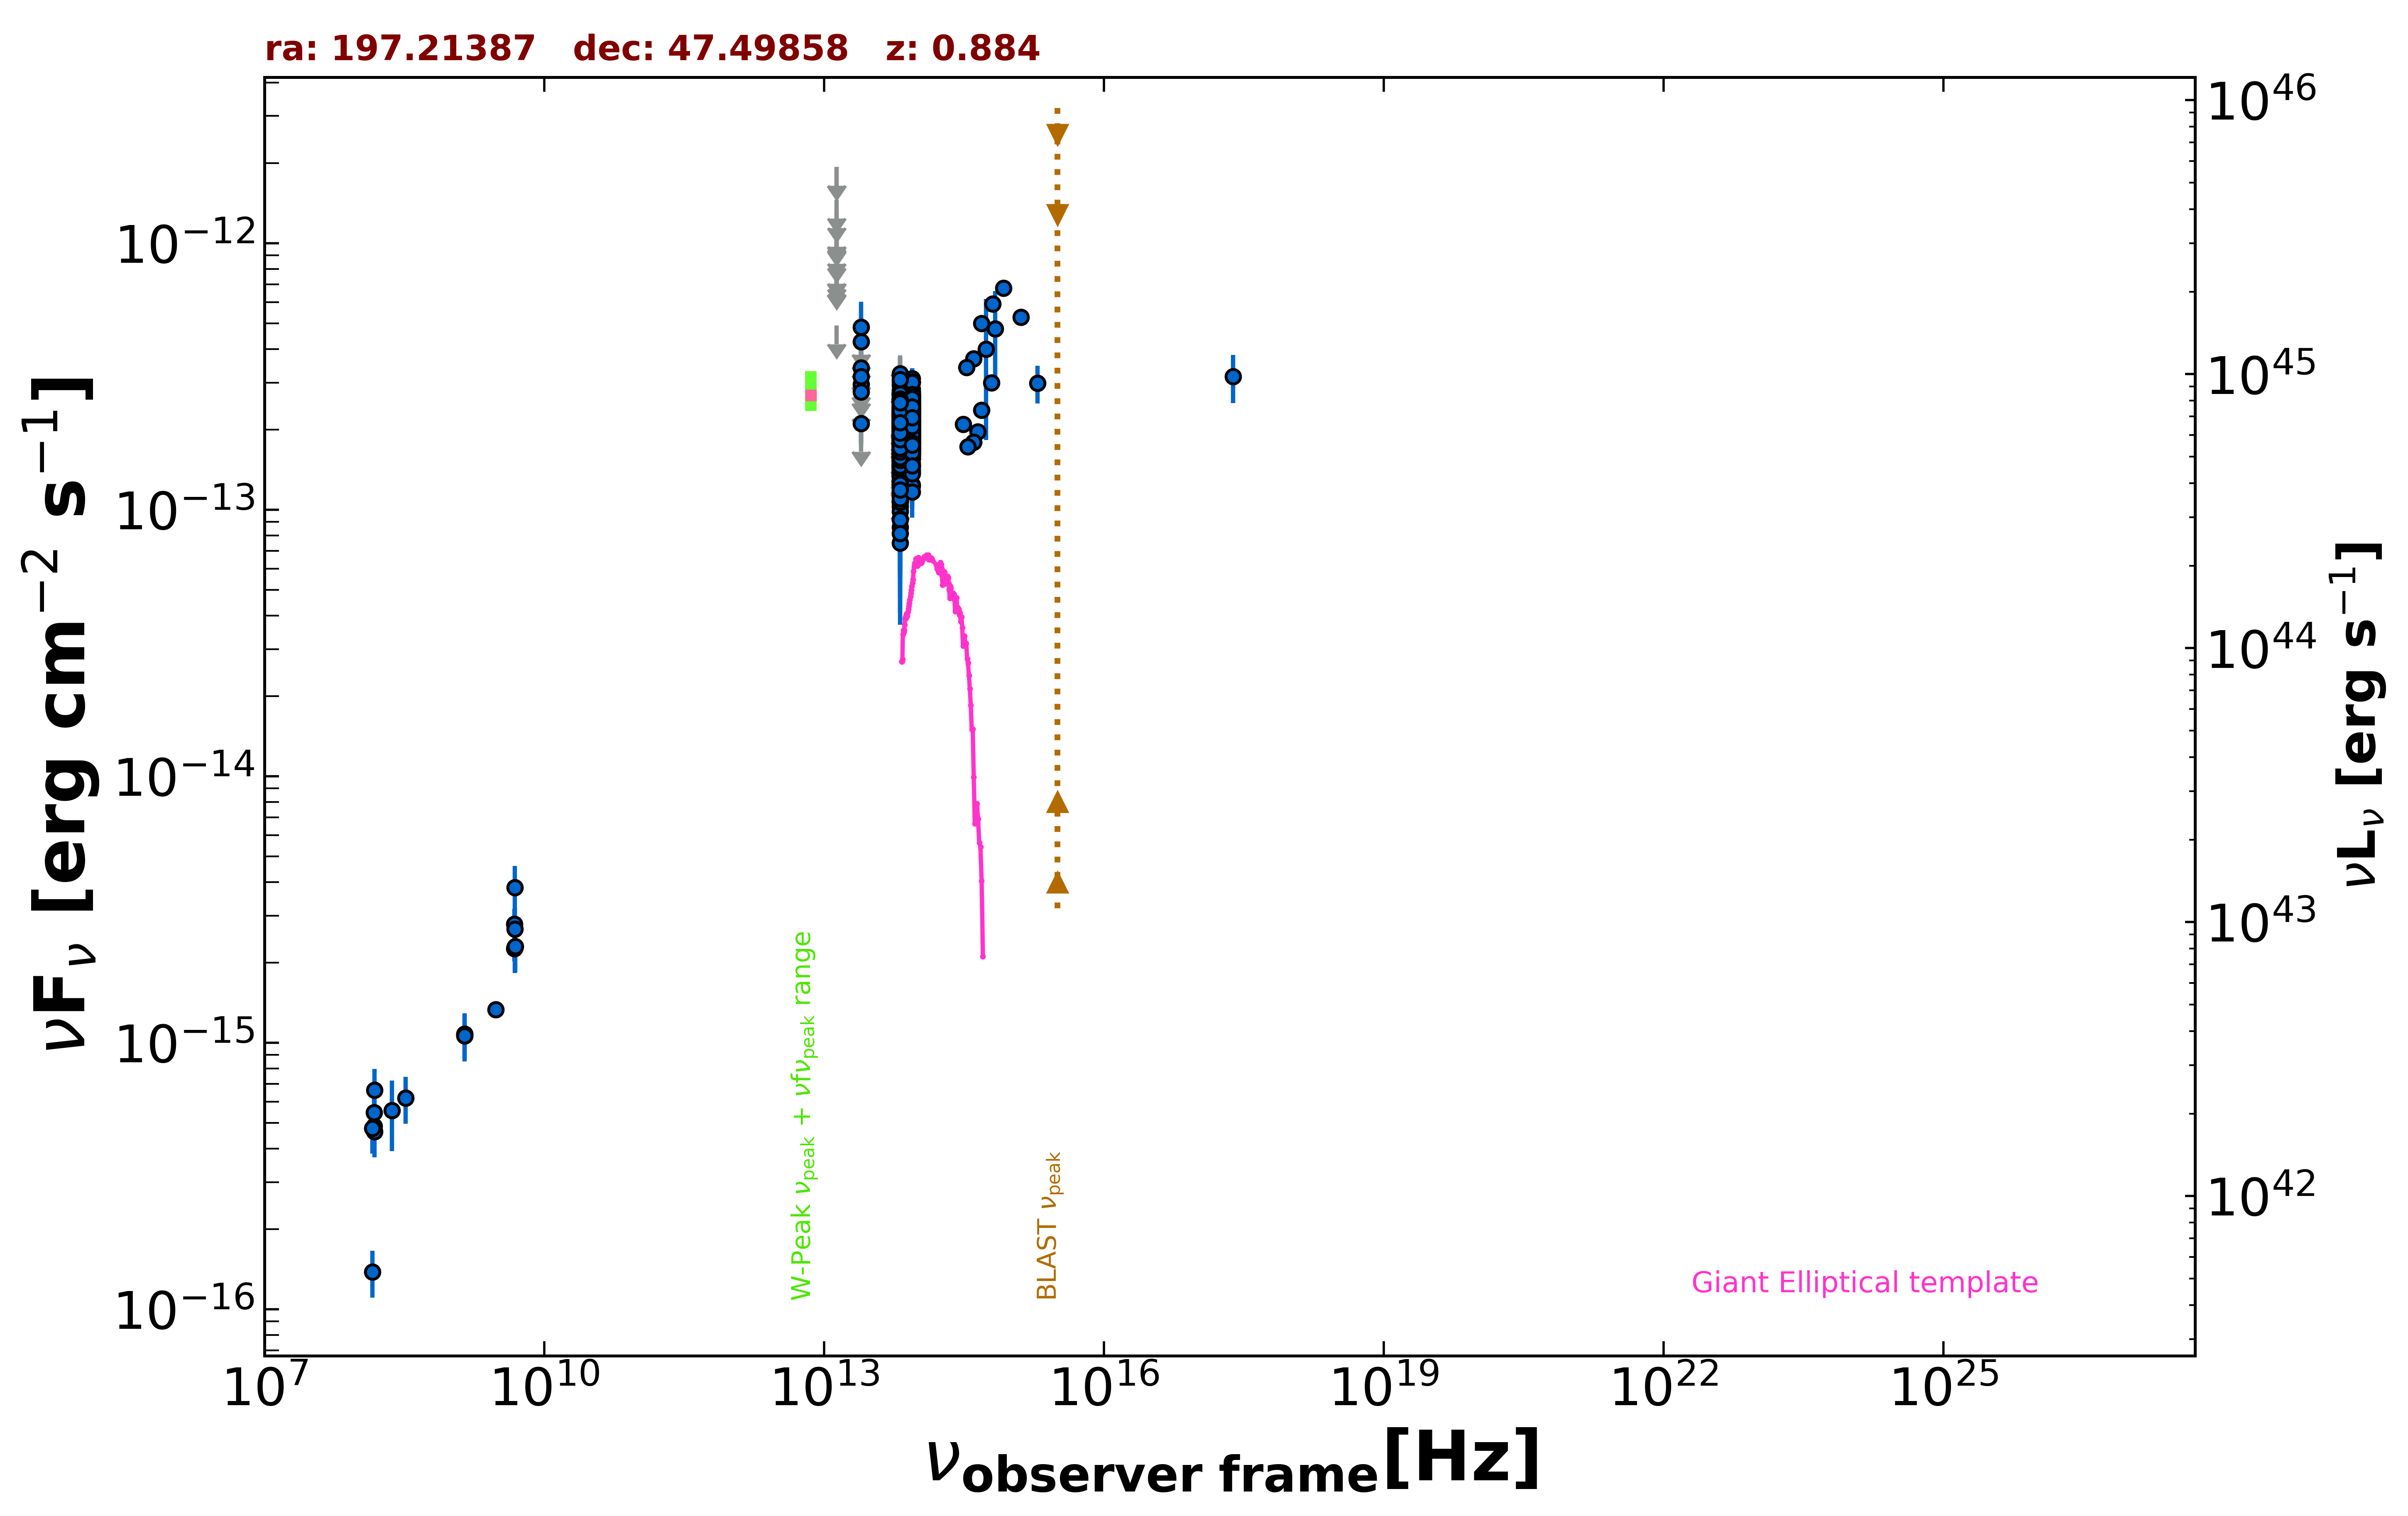 ra: 197.21387   dec: 47.49858   z: 0.884
νFν [erg cm−2 s−1]
10−12
10−13
10−14
10−15
10−16
10^46
10^45
10^44
10^43
10^42
νLν [erg s−1]
W-Peak νpeak + νfνpeak range
BLAST νpeak
Giant Elliptical template
10^7 10^10 10^13 10^16 10^19 10^22 10^25
νobserver frame[Hz]